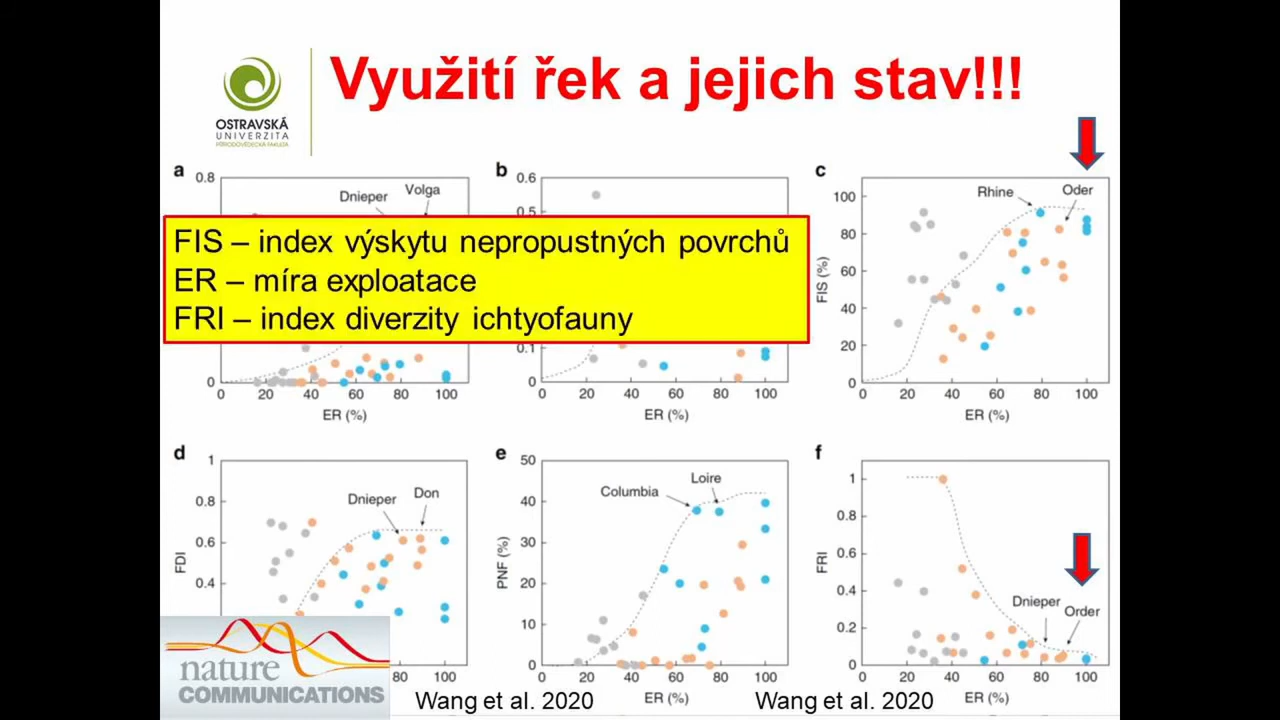 Využití řek a jejich stav!!!
OSTRAVSKÁ
UNIVERZITA
PŘÍRODOVĚDECKÁ FAKULTA
a
0.8
Dnieper
Volga
0
0
20
40
60
80
100
ER (%)
b
0.6
0.5
0.1
0
0
20
40
60
80
100
ER (%)
c
100
80
60
40
20
0
FIS (%)
Rhine
Oder
0
20
40
60
80
100
ER (%)
FIS – index výskytu nepropustných povrchů
ER – míra exploatace
FRI – index diverzity ichtyofauny
d
1
0.8
0.6
0.4
FDI
Dnieper
Don
80
100
e
50
40
30
20
10
0
PNF (%)
Columbia
Loire
0
20
40
60
80
100
ER (%)
f
1
0.8
0.6
0.4
0.2
0
FRI
Dnieper
Order
0
20
40
60
80
100
ER (%)
nature
COMMUNICATIONS
Wang et al. 2020
Wang et al. 2020